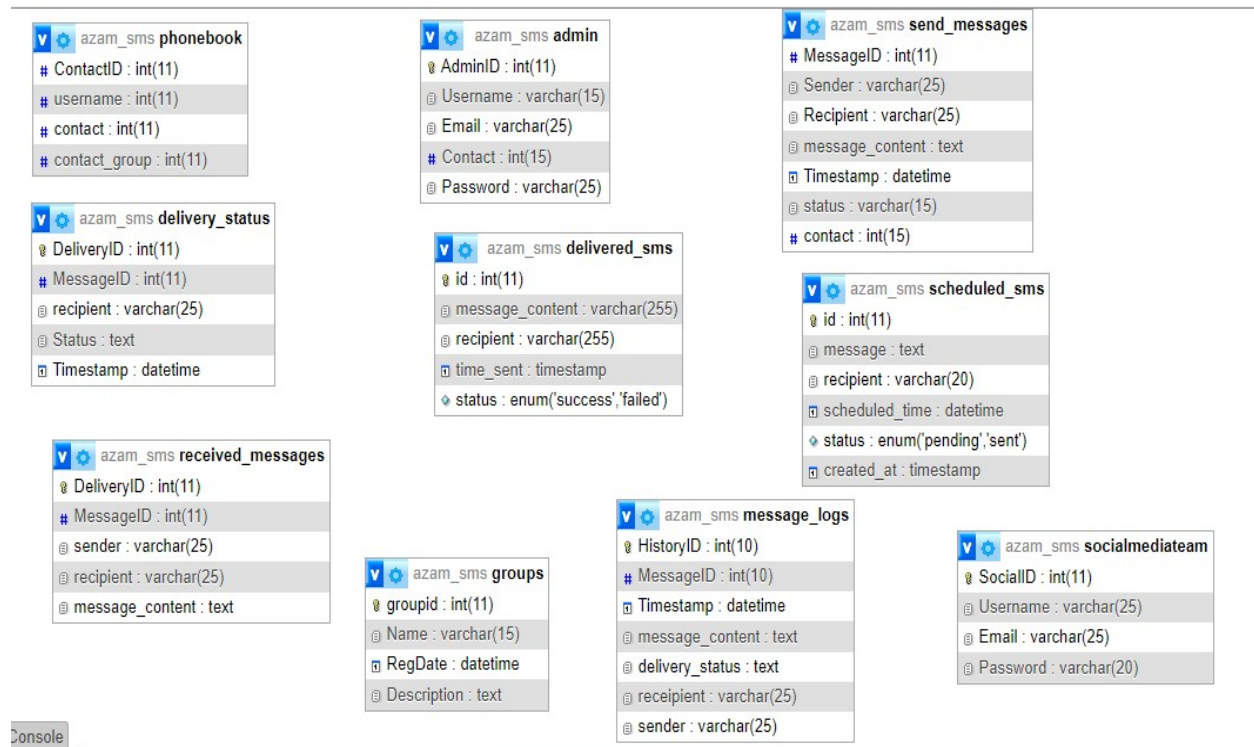 azam_sms phonebook
# ContactID : int(11)
# username : int(11)
# contact : int(11)
# contact_group : int(11)
azam_sms admin
AdminID : int(11)
Username : varchar(15)
Email : varchar(25)
# Contact : int(15)
Password : varchar(25)
azam_sms send_messages
# MessageID : int(11)
Sender : varchar(25)
Recipient : varchar(25)
message_content : text
Timestamp : datetime
status : varchar(15)
# contact : int(15)
azam_sms delivery_status
DeliveryID : int(11)
# MessageID : int(11)
recipient : varchar(25)
Status : text
Timestamp : datetime
azam_sms delivered_sms
id : int(11)
message_content : varchar(255)
recipient : varchar(255)
time_sent : timestamp
status : enum('success','failed')
azam_sms scheduled_sms
id : int(11)
message : text
recipient : varchar(20)
scheduled_time : datetime
status : enum('pending','sent')
created_at : timestamp
azam_sms received_messages
DeliveryID : int(11)
# MessageID : int(11)
sender : varchar(25)
recipient : varchar(25)
message_content : text
azam_sms groups
groupid : int(11)
Name : varchar(15)
RegDate : datetime
Description : text
azam_sms message_logs
HistoryID : int(10)
# MessageID : int(10)
Timestamp : datetime
message_content : text
delivery_status : text
receipient : varchar(25)
sender : varchar(25)
azam_sms socialmediateam
SocialID : int(11)
Username : varchar(25)
Email : varchar(25)
Password : varchar(20)
Console